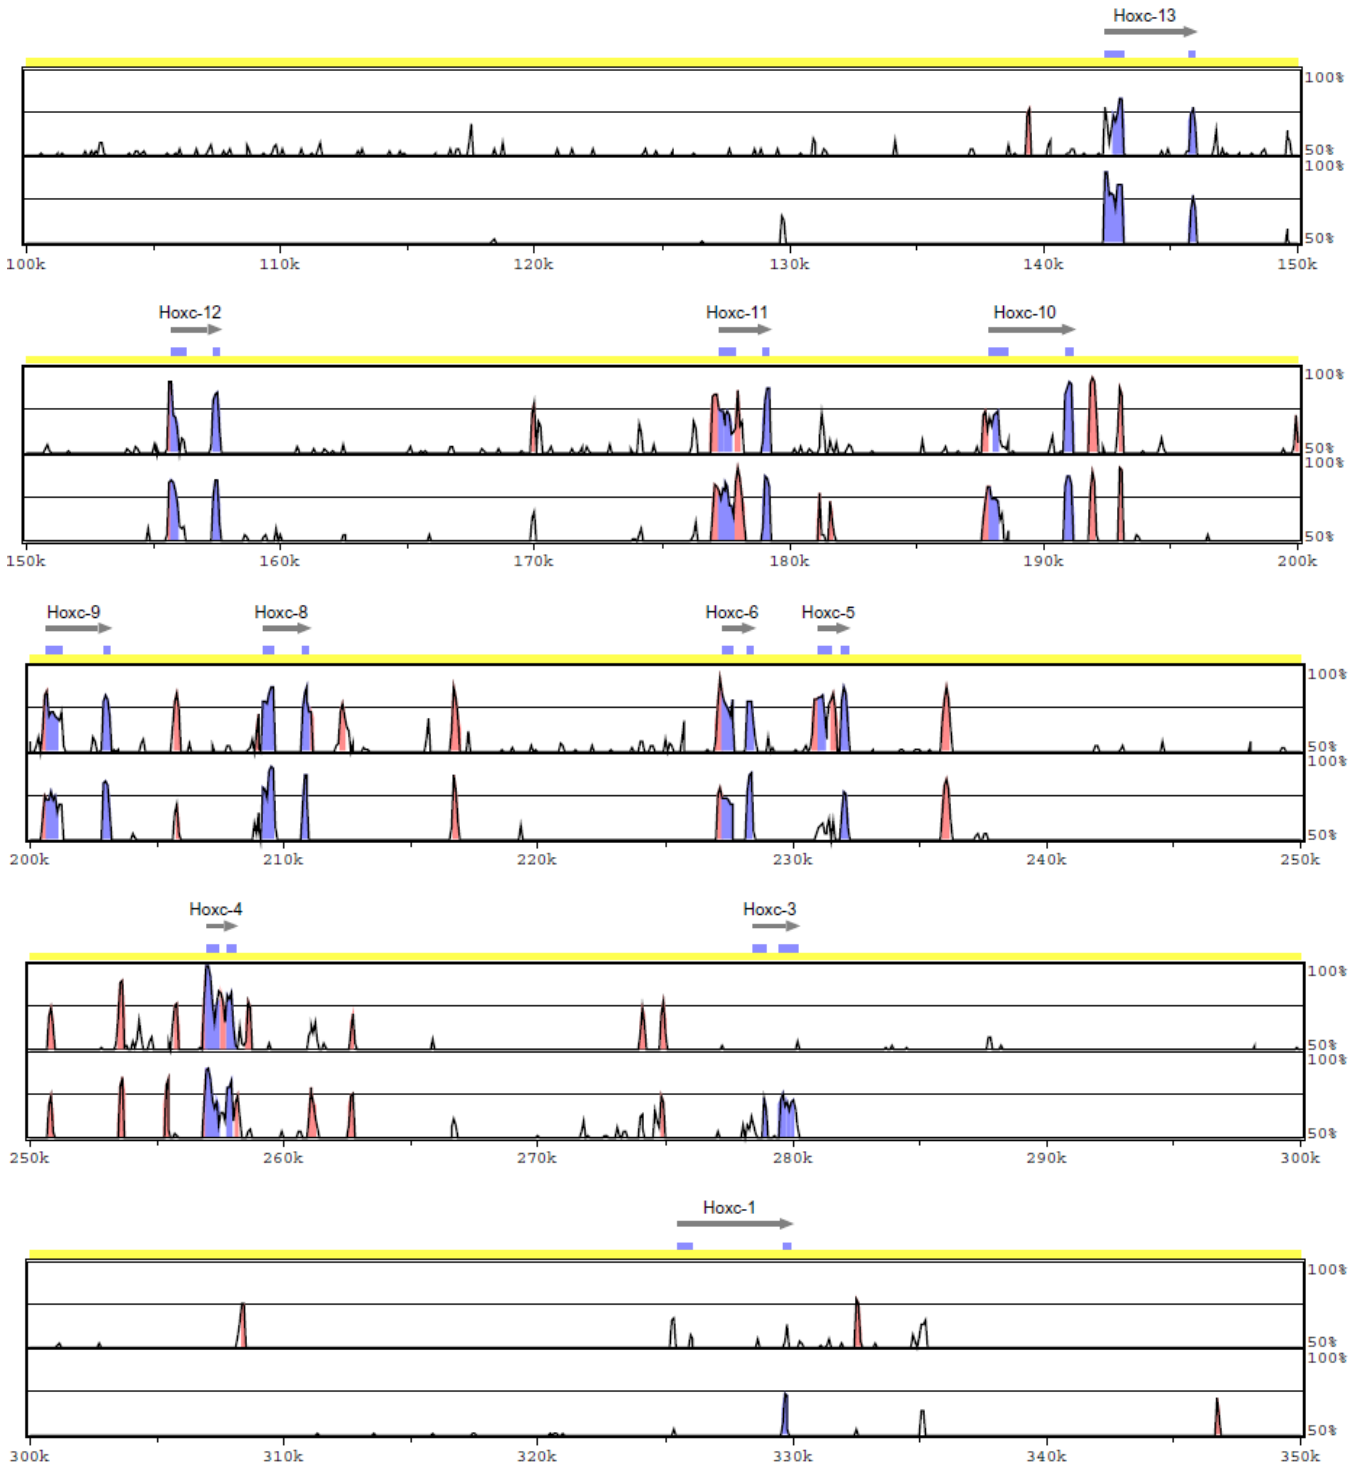 Hoxc-13
100%
50%
100%
50%
100k 110k 120k 130k 140k 150k
Hoxc-12 Hoxc-11 Hoxc-10
100%
50%
100%
50%
150k 160k 170k 180k 190k 200k
Hoxc-9 Hoxc-8 Hoxc-6 Hoxc-5
100%
50%
100%
50%
200k 210k 220k 230k 240k 250k
Hoxc-4 Hoxc-3
100%
50%
100%
50%
250k 260k 270k 280k 290k 300k
Hoxc-1
100%
50%
100%
50%
300k 310k 320k 330k 340k 350k